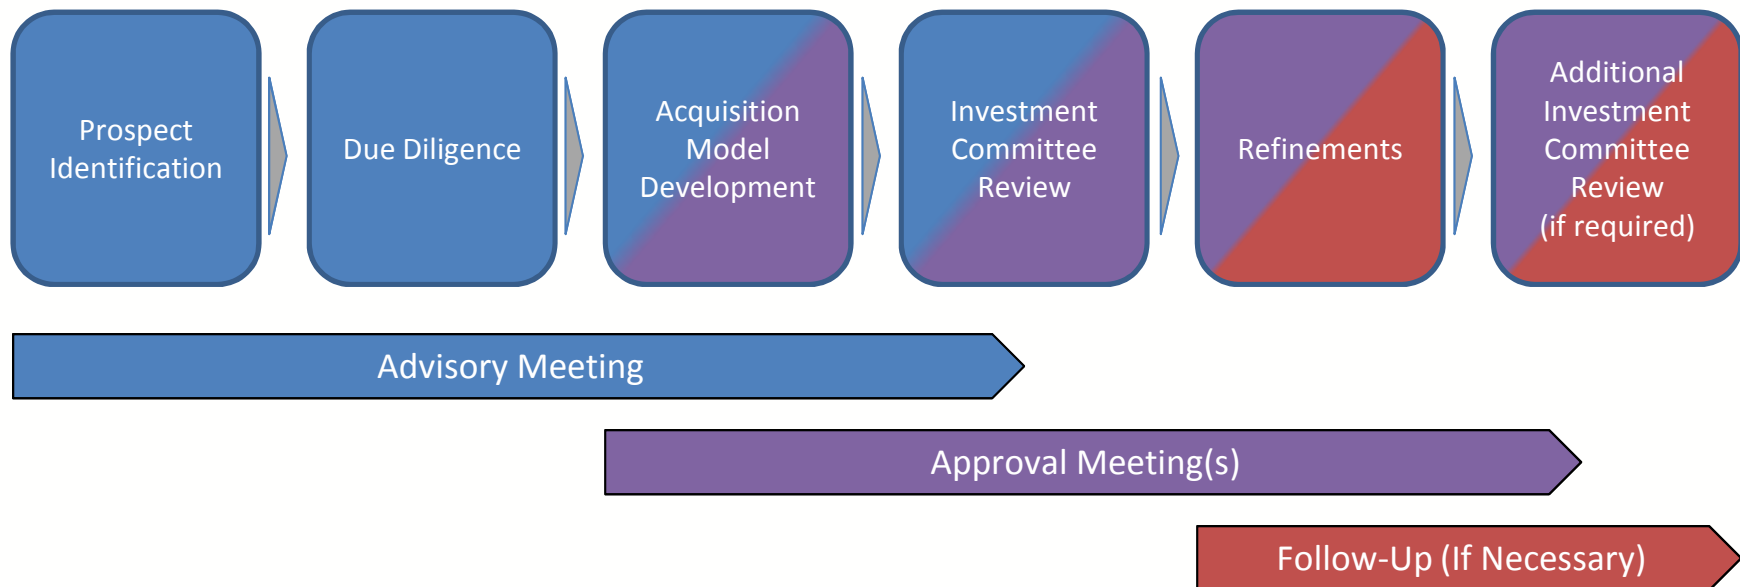 Prospect
Identification
Due Diligence
Acquisition
Model
Development
Investment
Committee
Review
Refinements
Additional
Investment
Committee
Review
(if required)
Advisory Meeting
Approval Meeting(s)
Follow-Up (If Necessary)